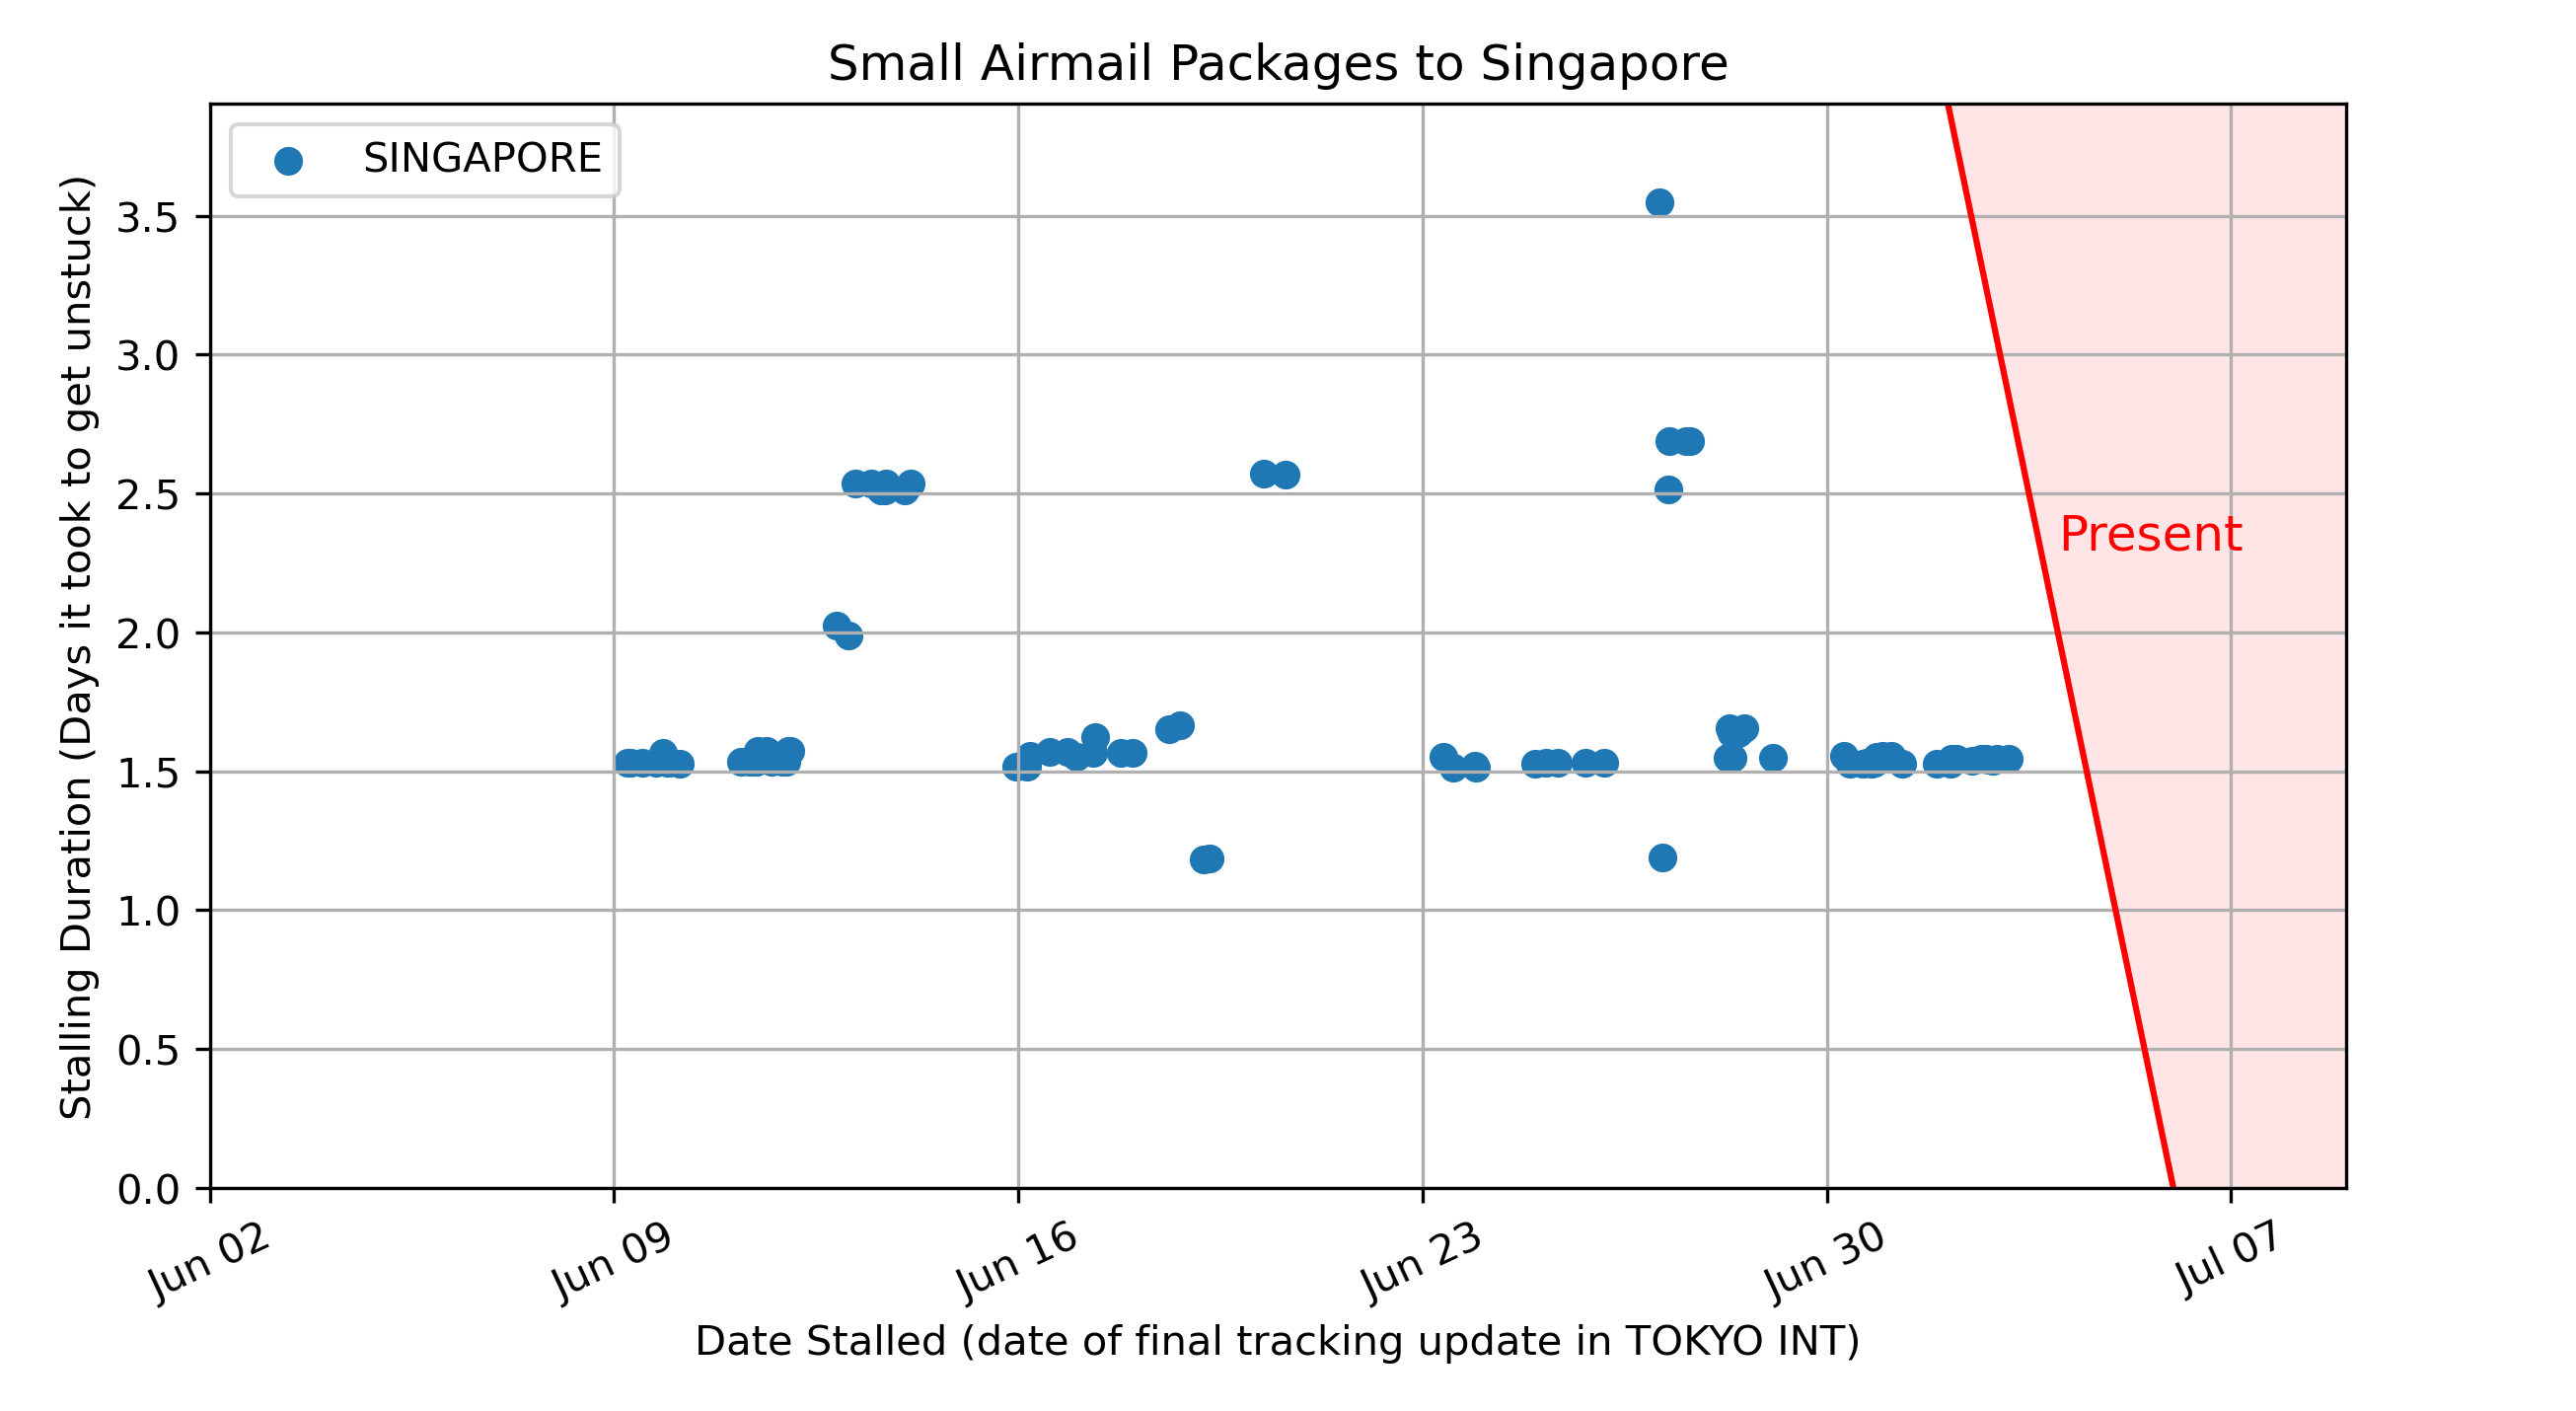 Small Airmail Packages to Singapore
SINGAPORE
Stalling Duration (Days it took to get unstuck)
3.5
3.0
2.5
2.0
1.5
1.0
0.5
0.0
Present
Jun 02
Jun 09
Jun 16
Jun 23
Jun 30
Jul 07
Date Stalled (date of final tracking update in TOKYO INT)